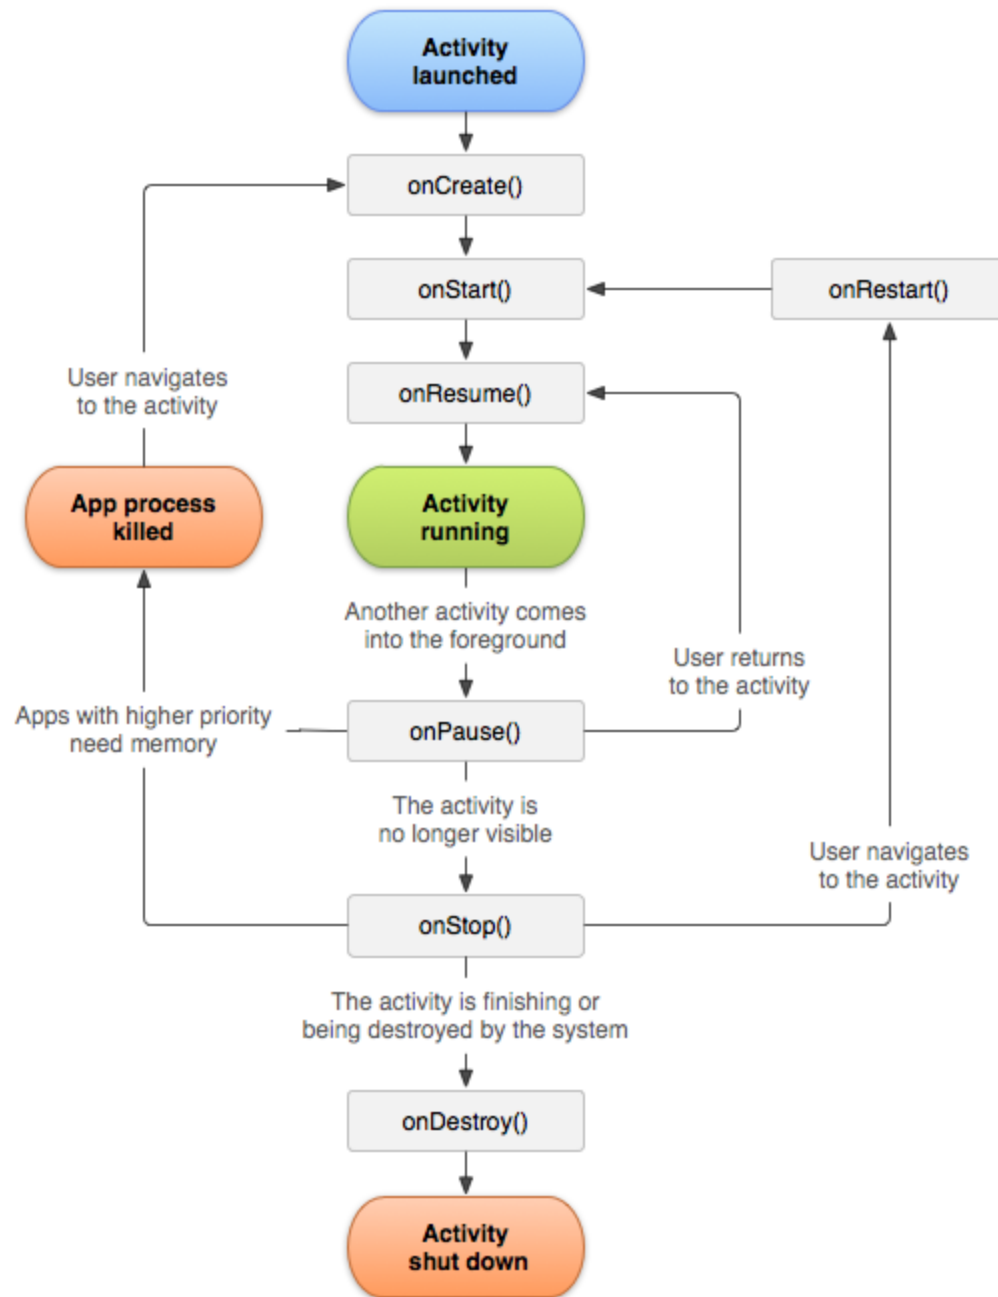 Activity
launched
onCreate()
onStart()
onRestart()
User navigates
to the activity
onResume()
App process
killed
Activity
running
Another activity comes
into the foreground
User returns
to the activity
Apps with higher priority
need memory
onPause()
The activity is
no longer visible
User navigates
to the activity
onStop()
The activity is finishing or
being destroyed by the system
onDestroy()
Activity
shut down